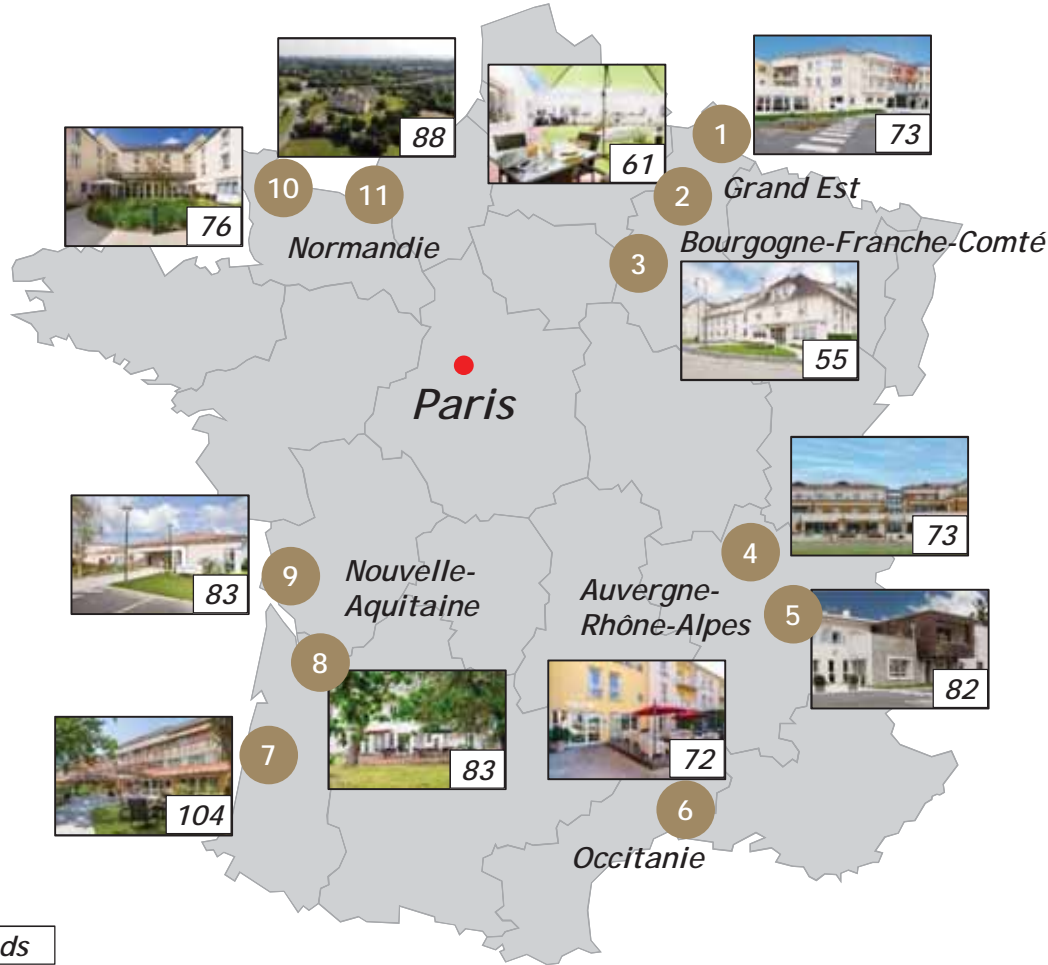 88
73
1
61
76
10
11
2
Grand Est
Normandie
3
Bourgogne-Franche-Comté
55
Paris
73
4
83
9
Nouvelle-
Aquitaine
Auvergne-
Rhône-Alpes
5
8
82
7
83
72
104
6
Occitanie
ds